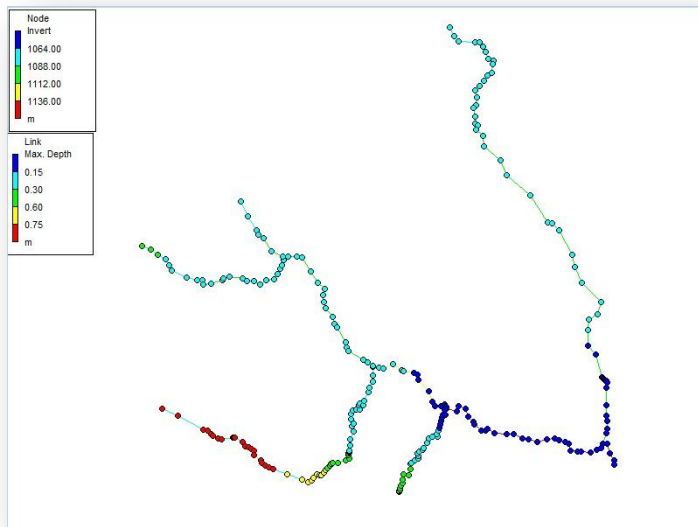 Node
Invert
1064.00
1088.00
1112.00
1136.00
m
Link
Max. Depth
0.15
0.30
0.60
0.75
m